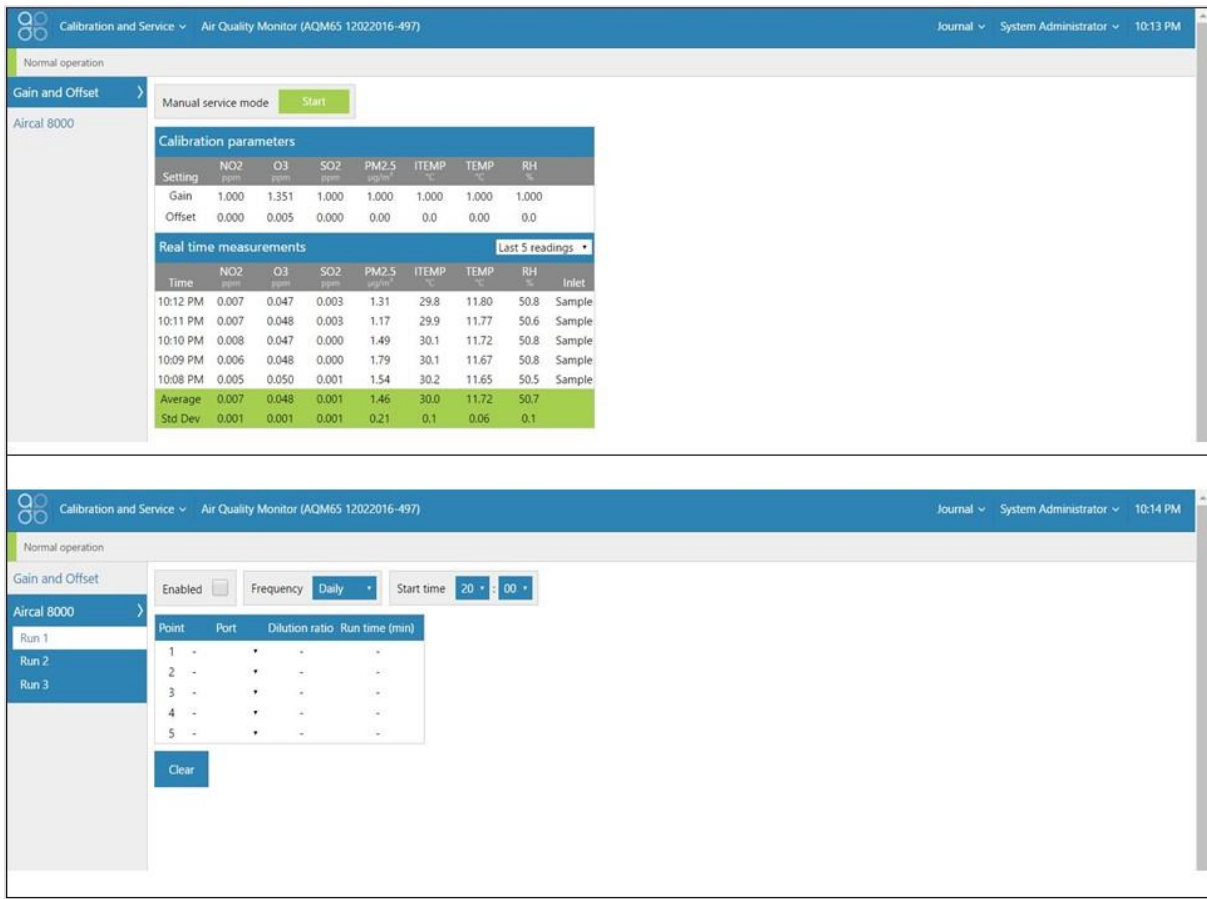 Calibration and Service Air Quality Monitor (AQM65 12022016-497) Journal System Administrator 10:13 PM
Normal operation
Gain and Offset
Aircal 8000
Manual service mode Start
Calibration parameters
Setting NO2 ppm O3 ppm SO2 ppm PM2.5 µg/m³ ITEMP °C TEMP °C RH %
Gain 1.000 1.351 1.000 1.000 1.000 1.000 1.000
Offset 0.000 0.005 0.000 0.00 0.0 0.00 0.0
Real time measurements Last 5 readings
Time NO2 ppm O3 ppm SO2 ppm PM2.5 µg/m³ ITEMP °C TEMP °C RH % Inlet
10:12 PM 0.007 0.047 0.003 1.31 29.8 11.80 50.8 Sample
10:11 PM 0.007 0.048 0.003 1.17 29.9 11.77 50.6 Sample
10:10 PM 0.008 0.047 0.000 1.49 30.1 11.72 50.8 Sample
10:09 PM 0.006 0.048 0.000 1.79 30.1 11.67 50.8 Sample
10:08 PM 0.005 0.050 0.001 1.54 30.2 11.65 50.5 Sample
Average 0.007 0.048 0.001 1.46 30.0 11.72 50.7
Std Dev 0.001 0.001 0.001 0.21 0.1 0.06 0.1
Calibration and Service Air Quality Monitor (AQM65 12022016-497) Journal System Administrator 10:14 PM
Normal operation
Gain and Offset
Aircal 8000
Run 1
Run 2
Run 3
Enabled Frequency Daily Start time 20 : 00
Point Port Dilution ratio Run time (min)
1 - - -
2 - - -
3 - - -
4 - - -
5 - - -
Clear